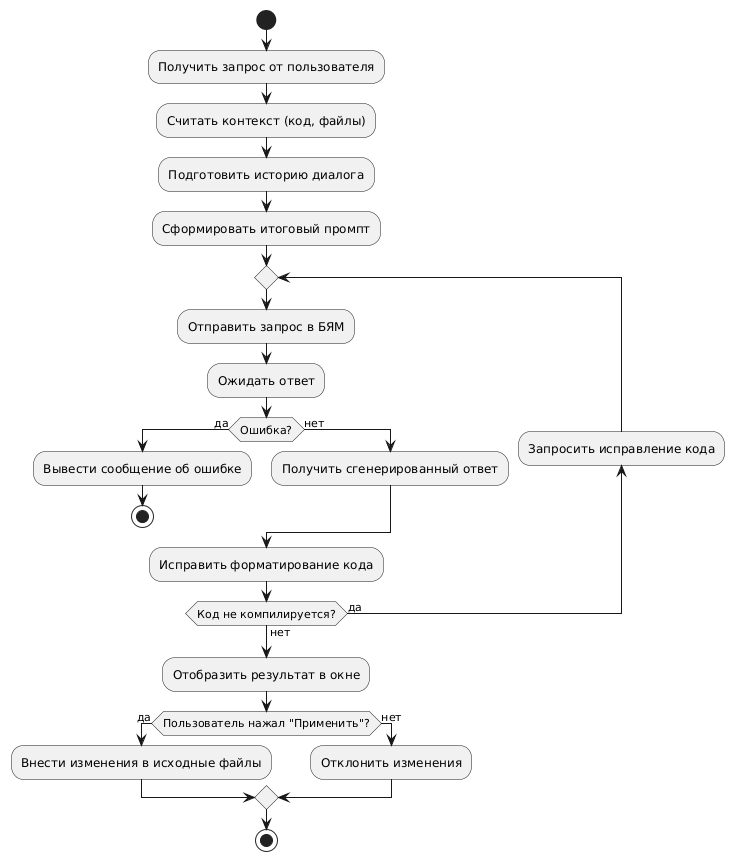 Получить запрос от пользователя
Считать контекст (код, файлы)
Подготовить историю диалога
Сформировать итоговый промпт
Отправить запрос в БЯМ
Ожидать ответ
да
Ошибка?
нет
Вывести сообщение об ошибке
Получить сгенерированный ответ
Запросить исправление кода
Исправить форматирование кода
Код не компилируется?
да
нет
Отобразить результат в окне
да
Пользователь нажал "Применить"?
нет
Внести изменения в исходные файлы
Отклонить изменения